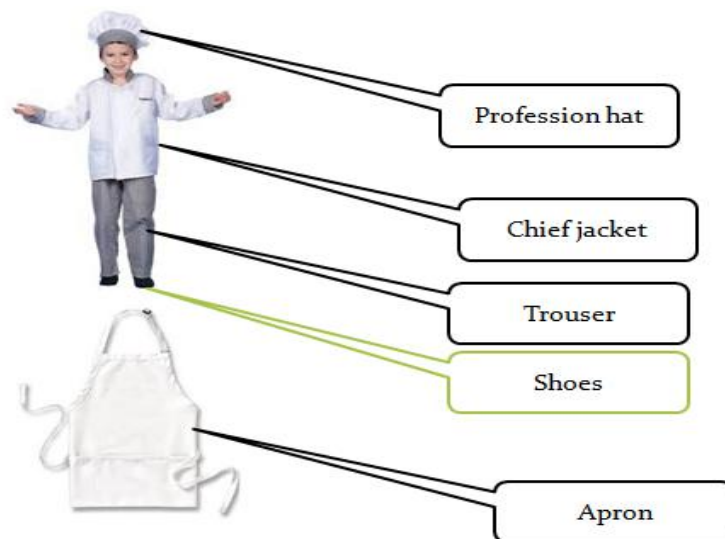 Profession hat
Chief jacket
Trouser
Shoes
Apron